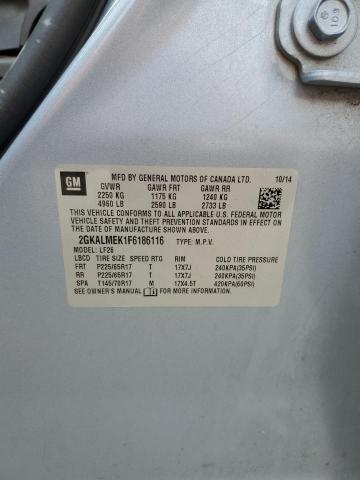 10.9
GM
MFD BY GENERAL MOTORS OF CANADA LTD. 10/14
GVWR GAWR FRT GAWR RR
2250 KG 1175 KG 1240 KG
4960 LB 2590 LB 2733 LB
THIS VEHICLE CONFORMS TO ALL APPLICABLE U.S. FEDERAL MOTOR
VEHICLE SAFETY AND THEFT PREVENTION STANDARDS IN EFFECT ON
THE DATE OF MANUFACTURE SHOWN ABOVE.
2GKALMEK1F6186116 TYPE: M.P.V.
MODEL: LF26
LBCD TIRE SIZE SPEED RTG RIM COLD TIRE PRESSURE
FRT P225/65R17 T 17X7J 240KPA(35PSI)
RR P225/65R17 T 17X7J 240KPA(35PSI)
SPA T145/70R17 M 17X4.5T 420KPA(60PSI)
SEE OWNER'S MANUAL FOR MORE INFORMATION.